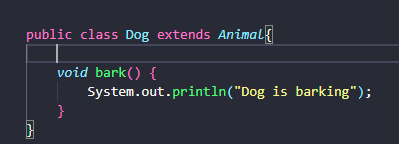 public class Dog extends Animal{
void bark() {
System.out.println("Dog is barking");
}
}